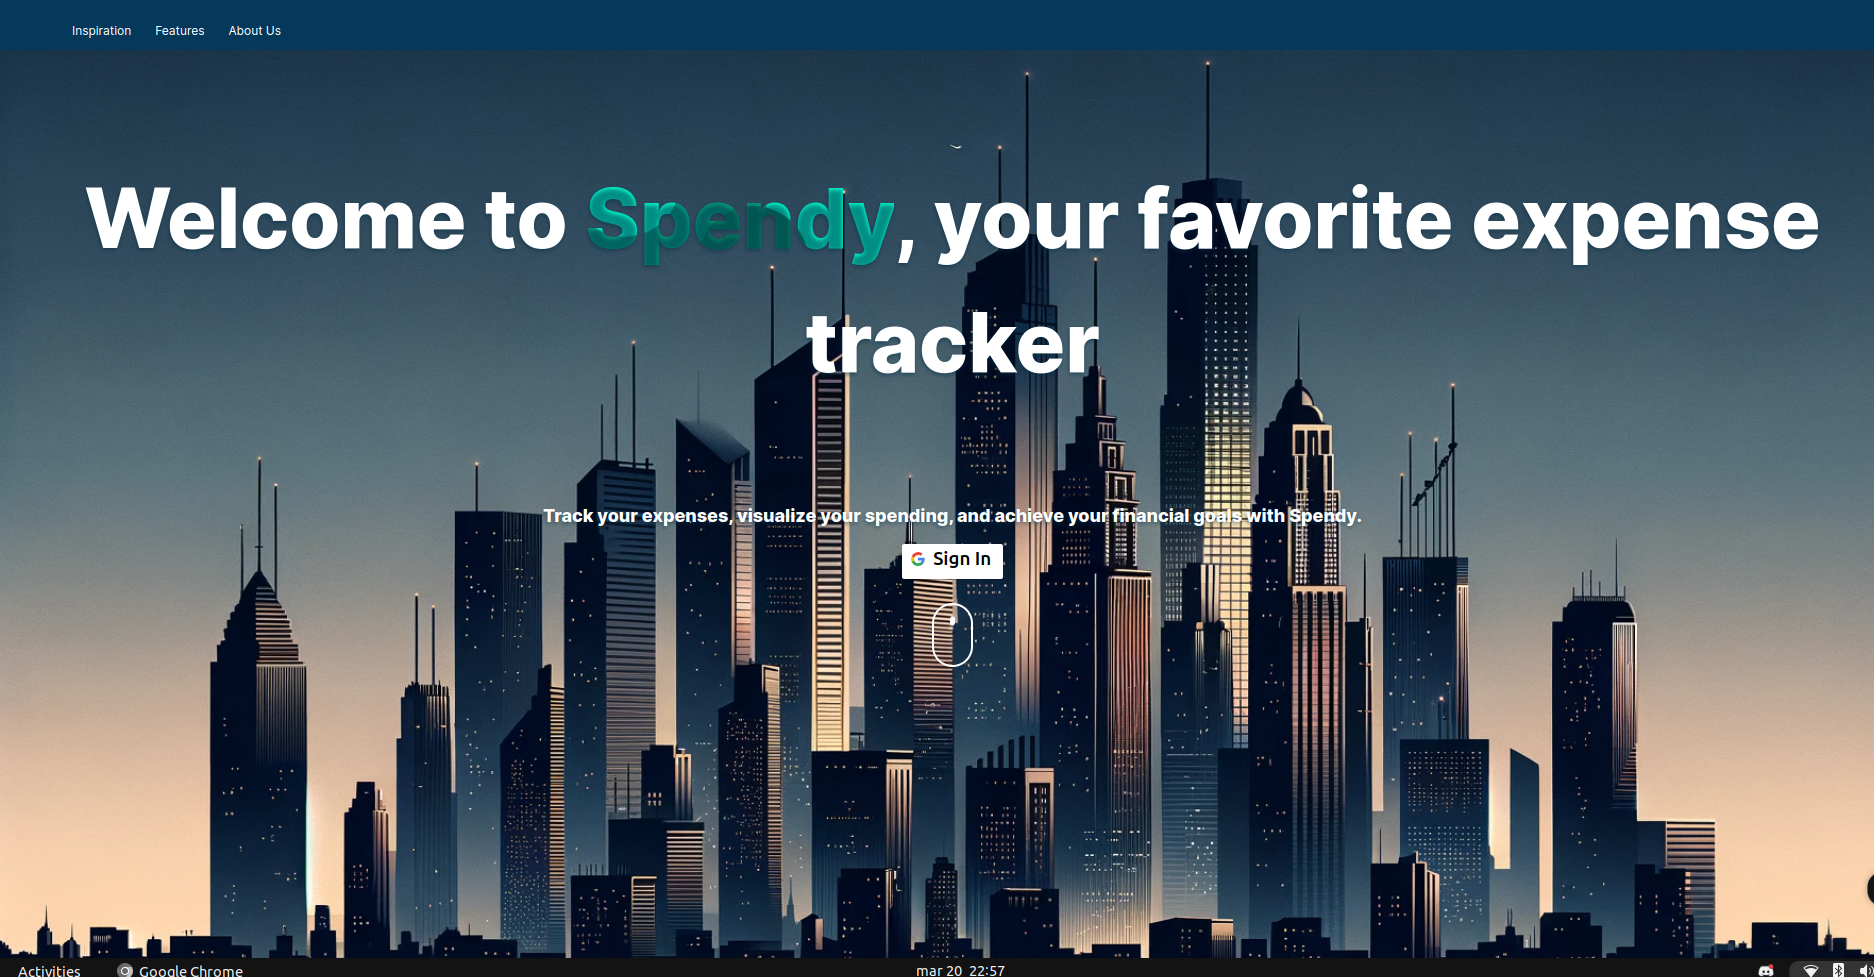 Inspiration Features About Us
Welcome to Spendy, your favorite expense
tracker
Track your expenses, visualize your spending, and achieve your financial goals with Spendy.
Sign In
Activities Google Chrome mar 20 22:57